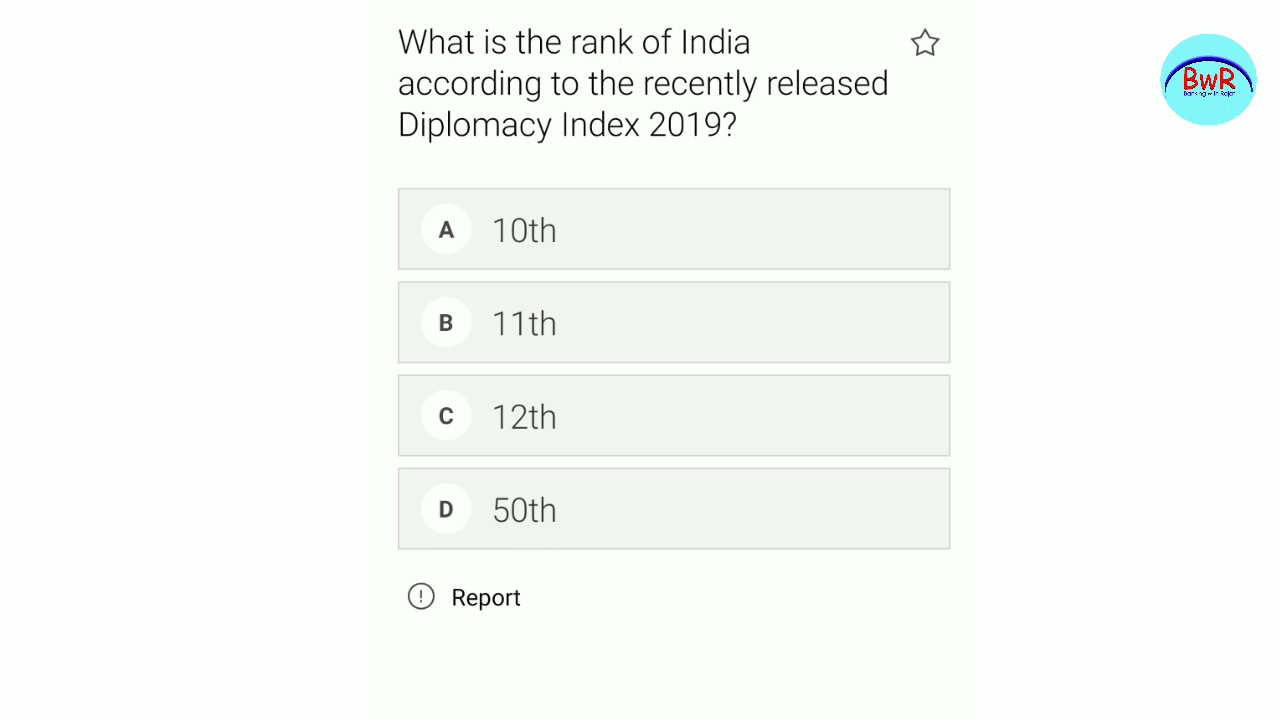 What is the rank of India
according to the recently released
Diplomacy Index 2019?
A 10th
B 11th
C 12th
D 50th
! Report
BwR